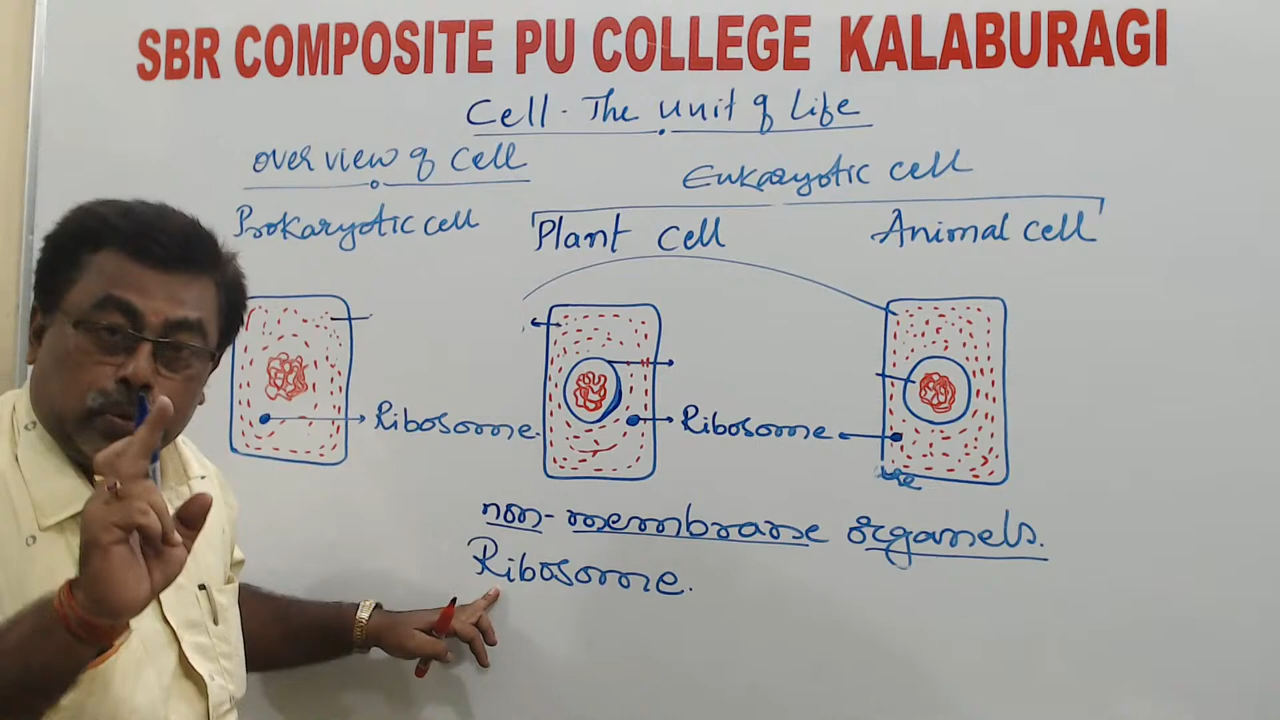 SBR COMPOSITE PU COLLEGE KALABURAGI
Cell - The unit of Life
over view of cell
Eukaryotic cell
Prokaryotic cell
Plant cell
Animal cell
Ribosome
Ribosome
non-membrane organels.
Ribosome.